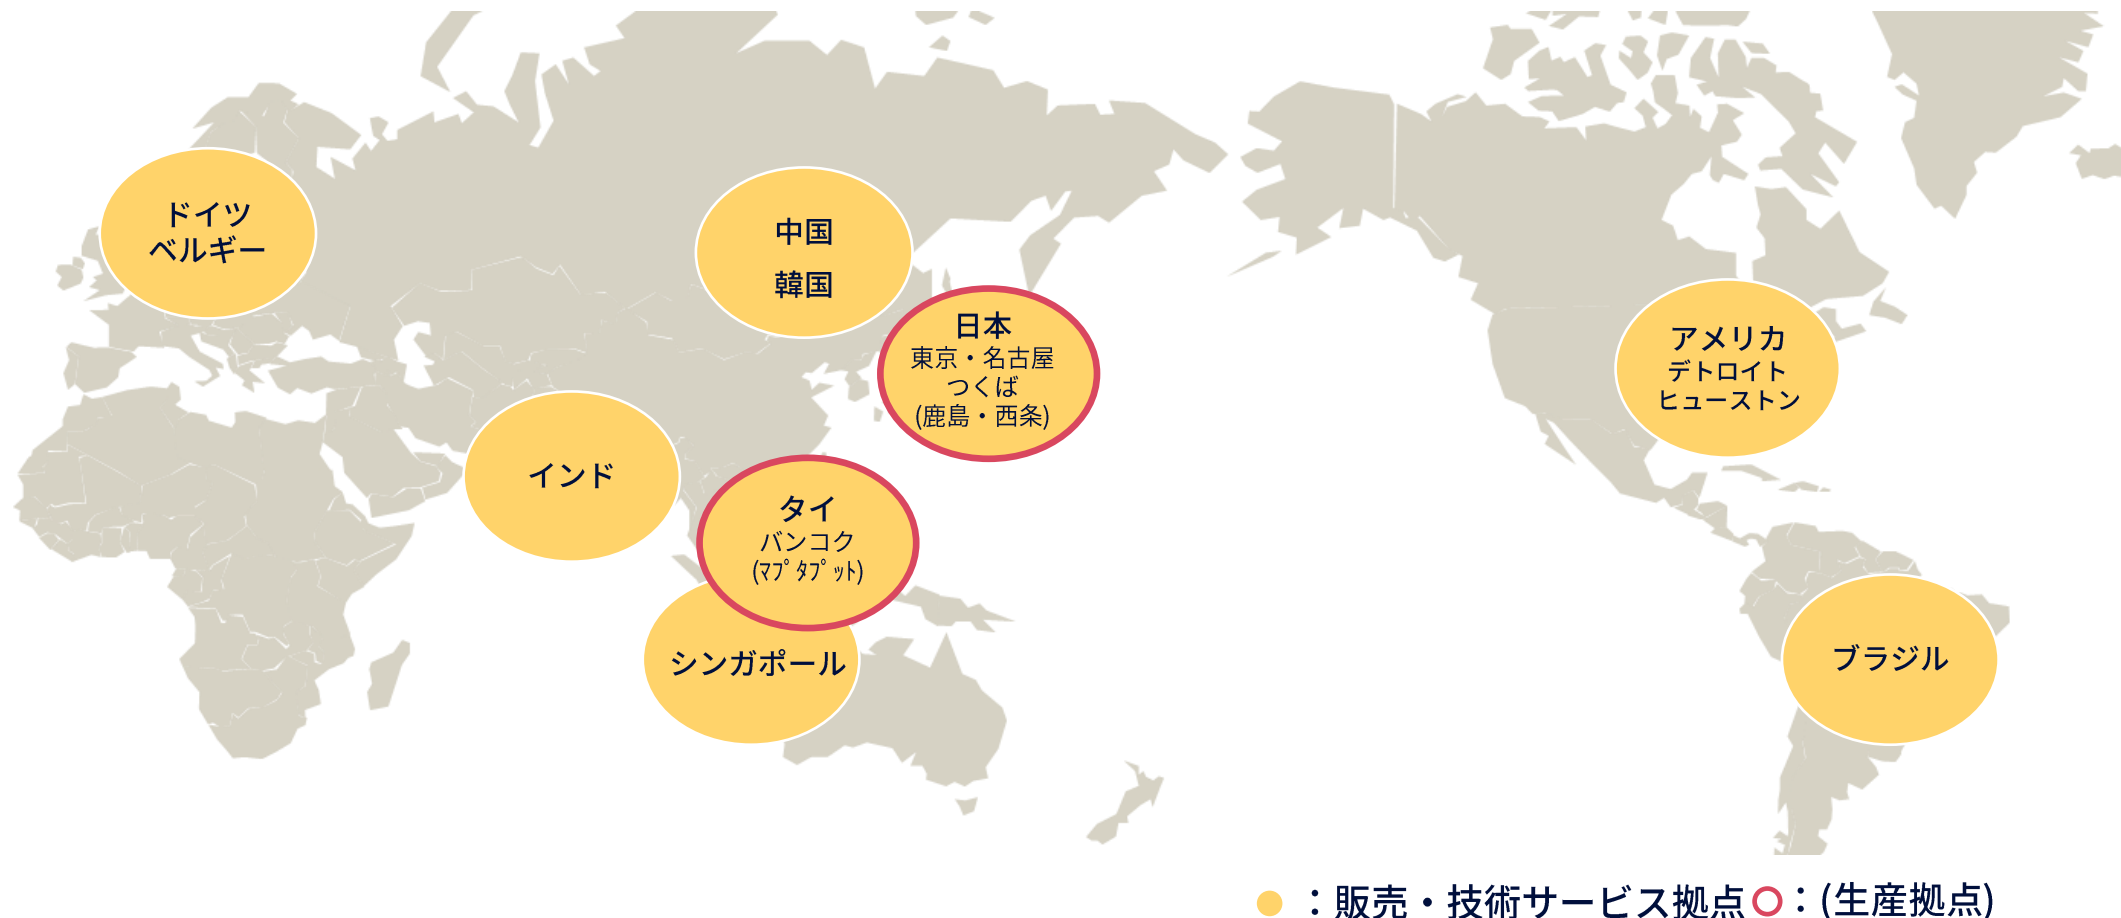 ドイツ
ベルギー
中国
韓国
日本
東京・名古屋
つくば
(鹿島・西条)
アメリカ
デトロイト
ヒューストン
インド
タイ
バンコク
(ﾏﾌﾟﾀﾌﾟｯﾄ)
シンガポール
ブラジル
：販売・技術サービス拠点 ：(生産拠点)